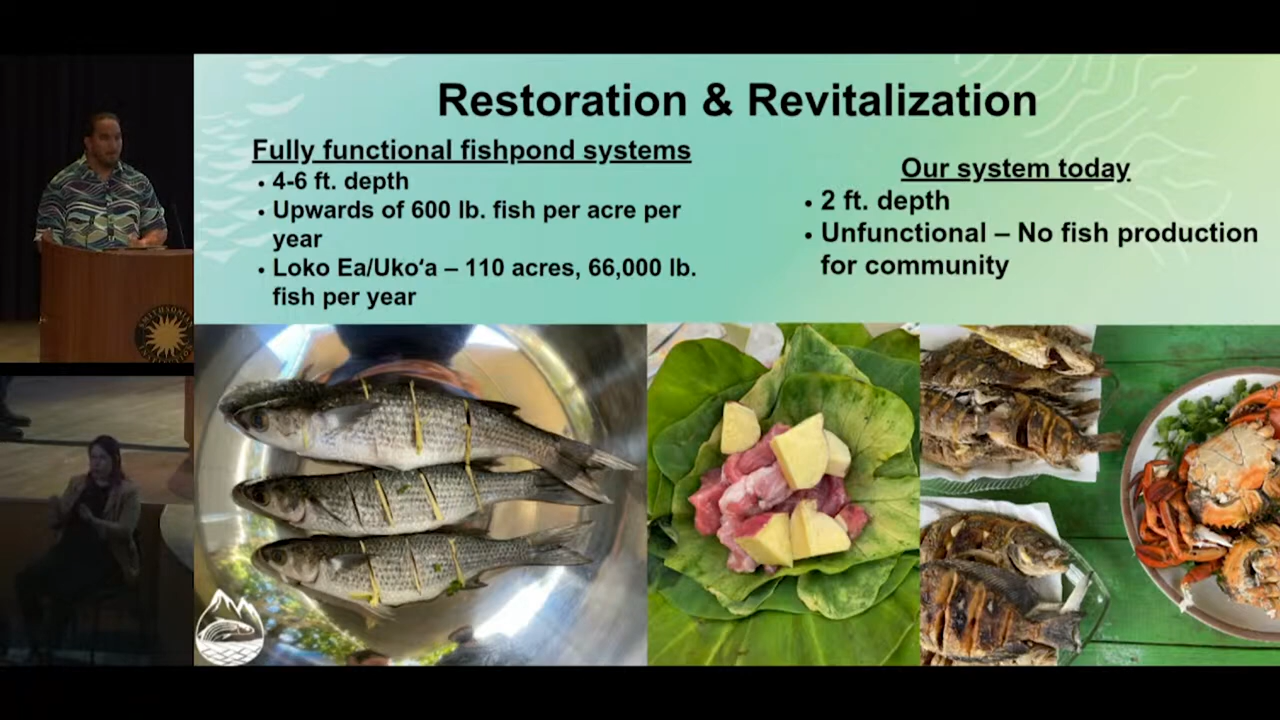 Restoration & Revitalization
Fully functional fishpond systems
• 4-6 ft. depth
• Upwards of 600 lb. fish per acre per
year
• Loko Ea/Ukoʻa – 110 acres, 66,000 lb.
fish per year
Our system today
• 2 ft. depth
• Unfunctional – No fish production
for community
SMITHSONIAN